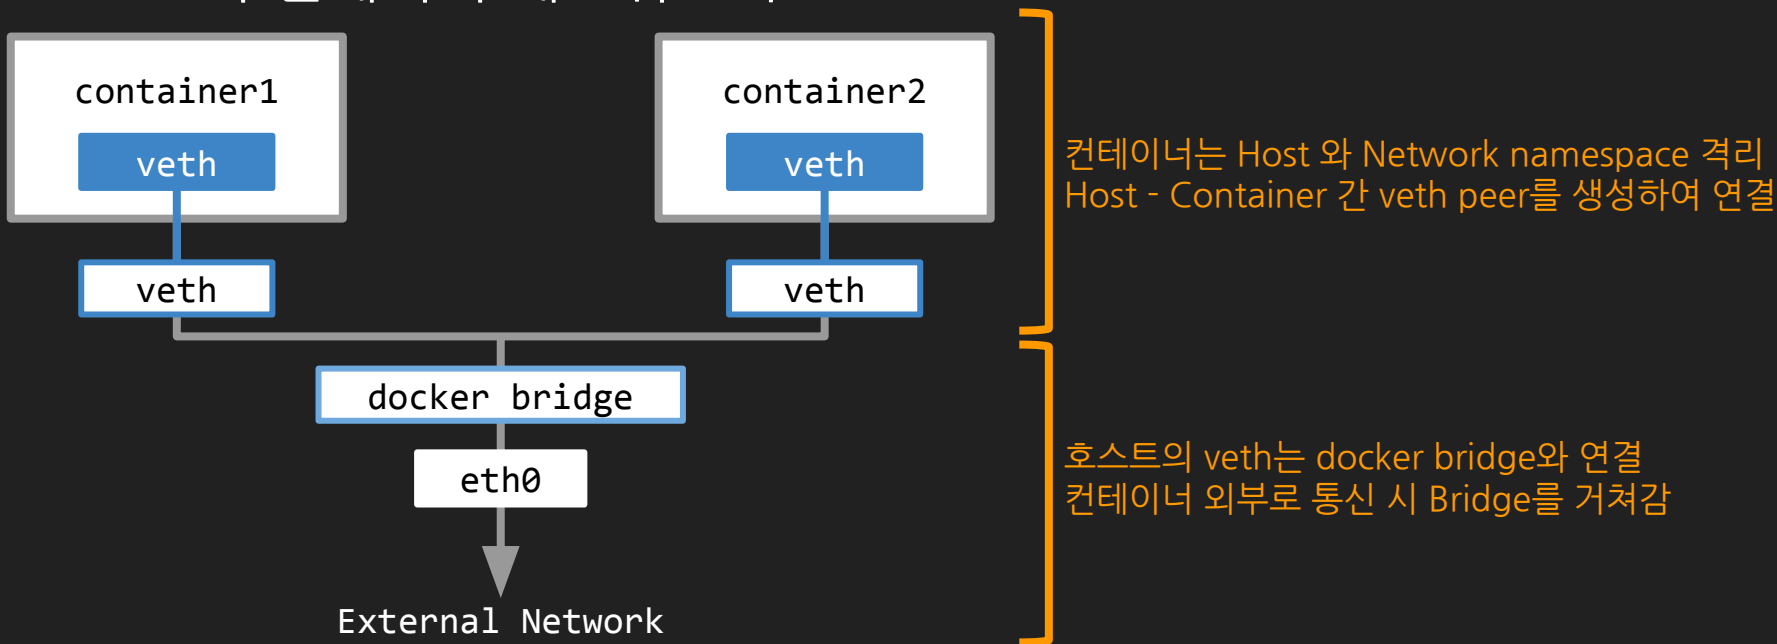 container1
container2
veth
veth
컨테이너는 Host 와 Network namespace 격리
Host - Container 간 veth peer를 생성하여 연결
veth
veth
docker bridge
eth0
호스트의 veth는 docker bridge와 연결
컨테이너 외부로 통신 시 Bridge를 거쳐감
External Network